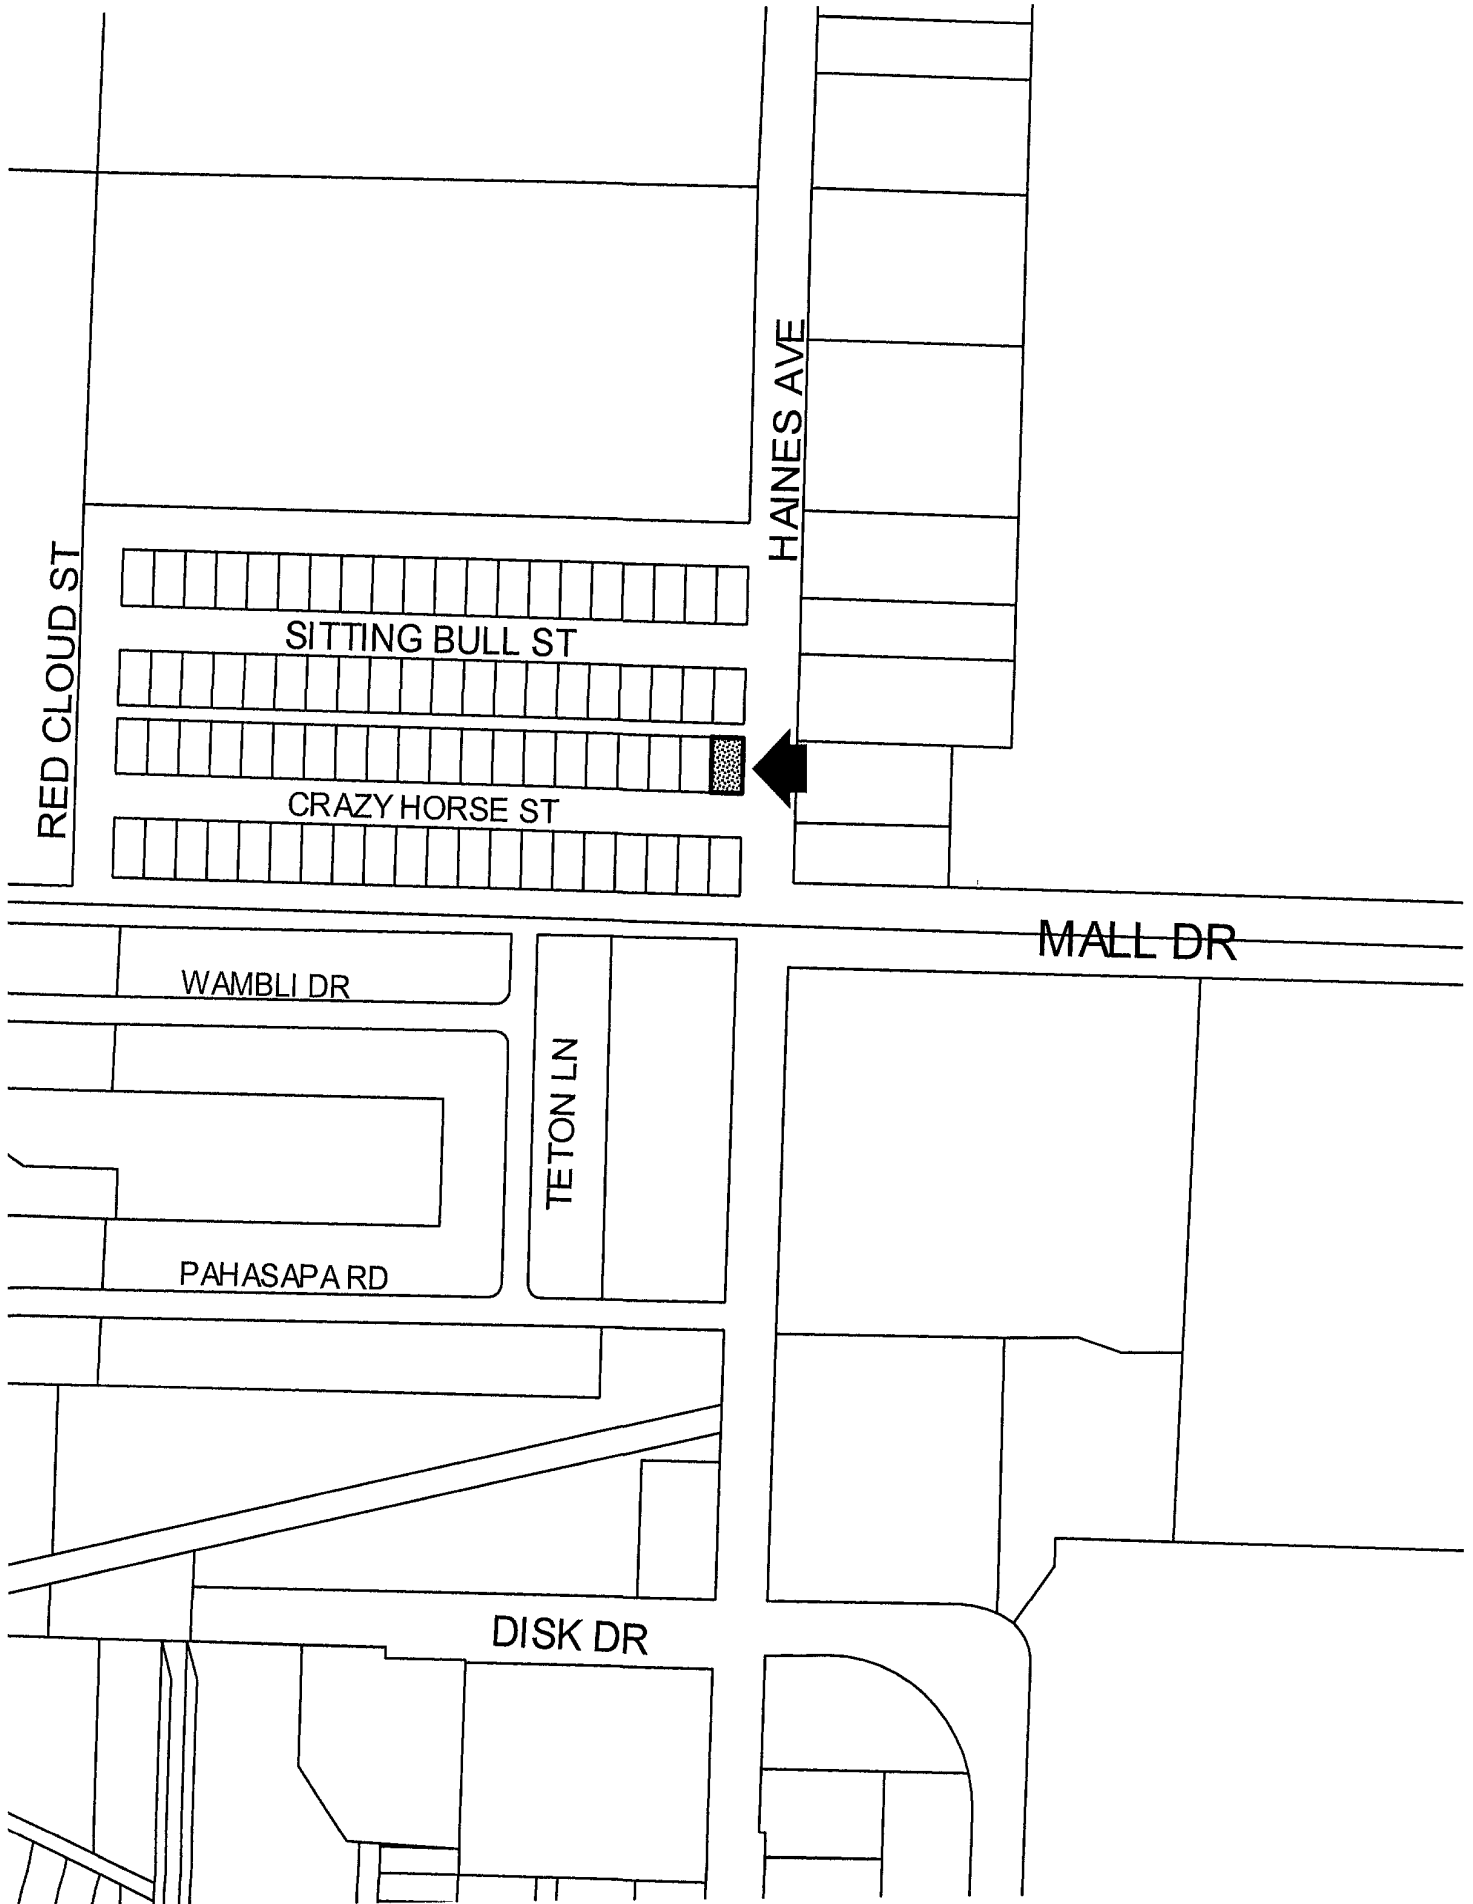 HAINES AVE
RED CLOUD ST
SITTING BULL ST
CRAZY HORSE ST
MALL DR
WAMBLI DR
TETON LN
PAHASAPA RD
DISK DR